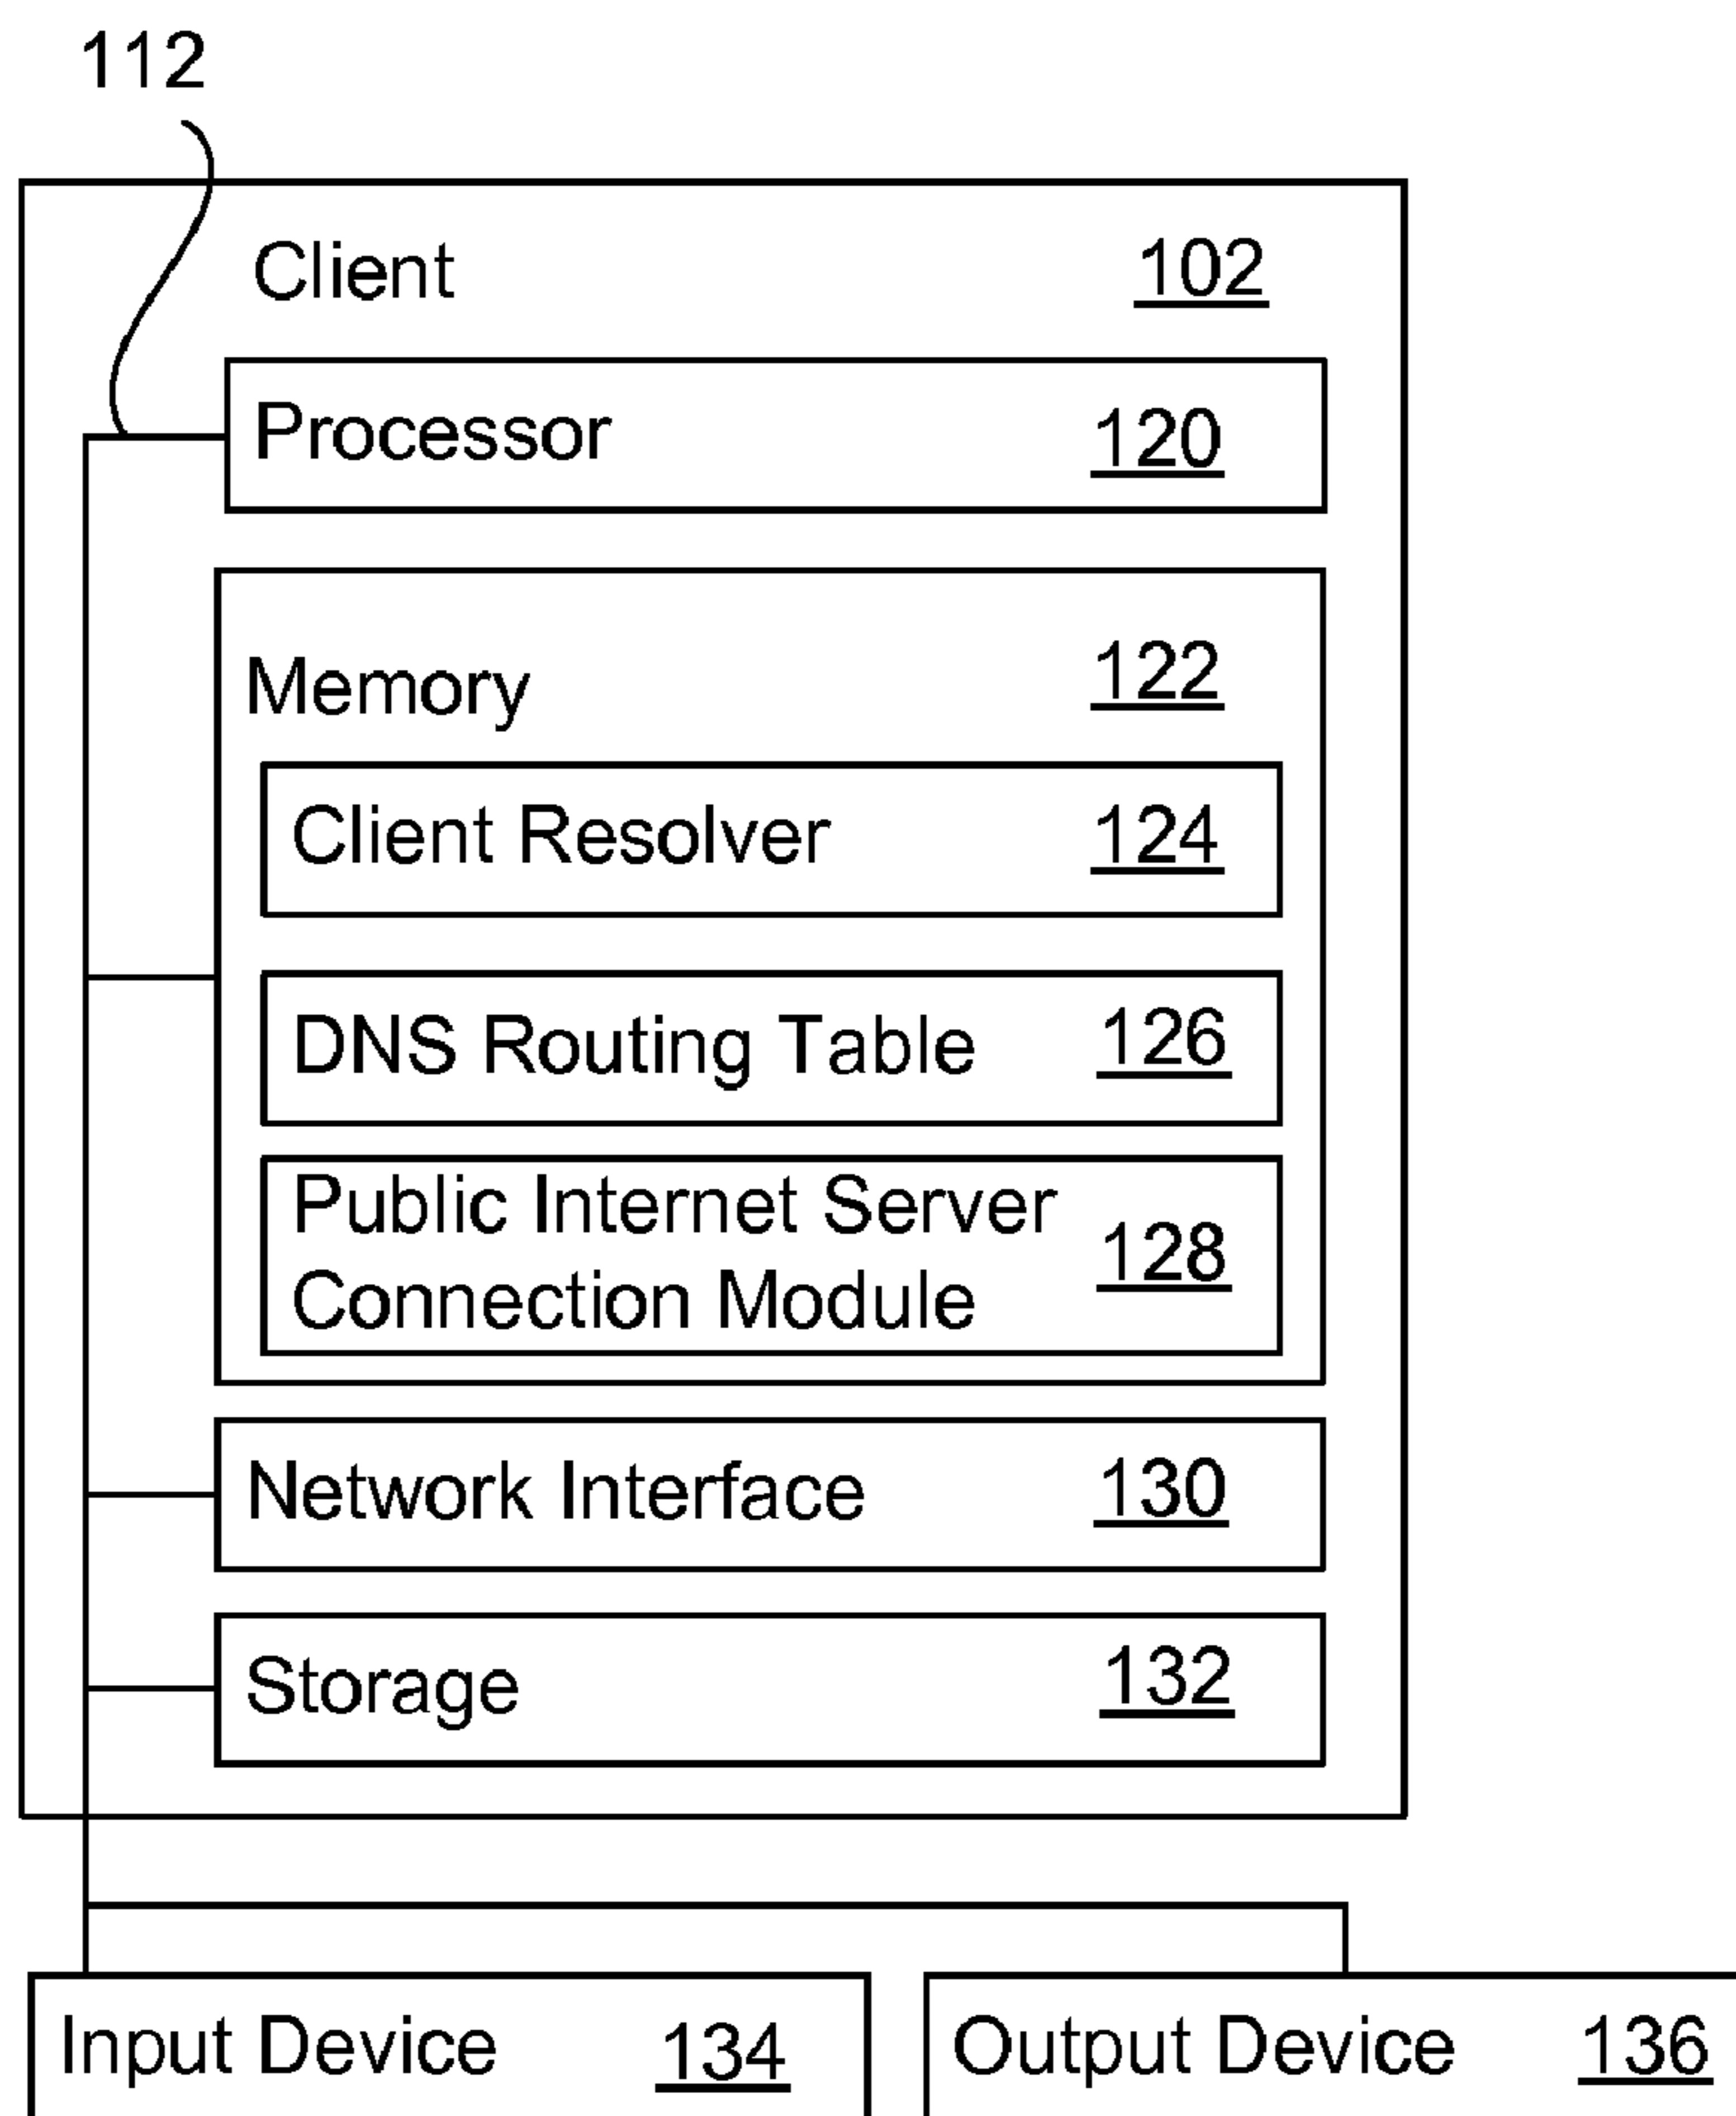 112
Client 102
Processor 120
Memory 122
Client Resolver 124
DNS Routing Table 126
Public Internet Server
Connection Module 128
Network Interface 130
Storage 132
Input Device 134
Output Device 136